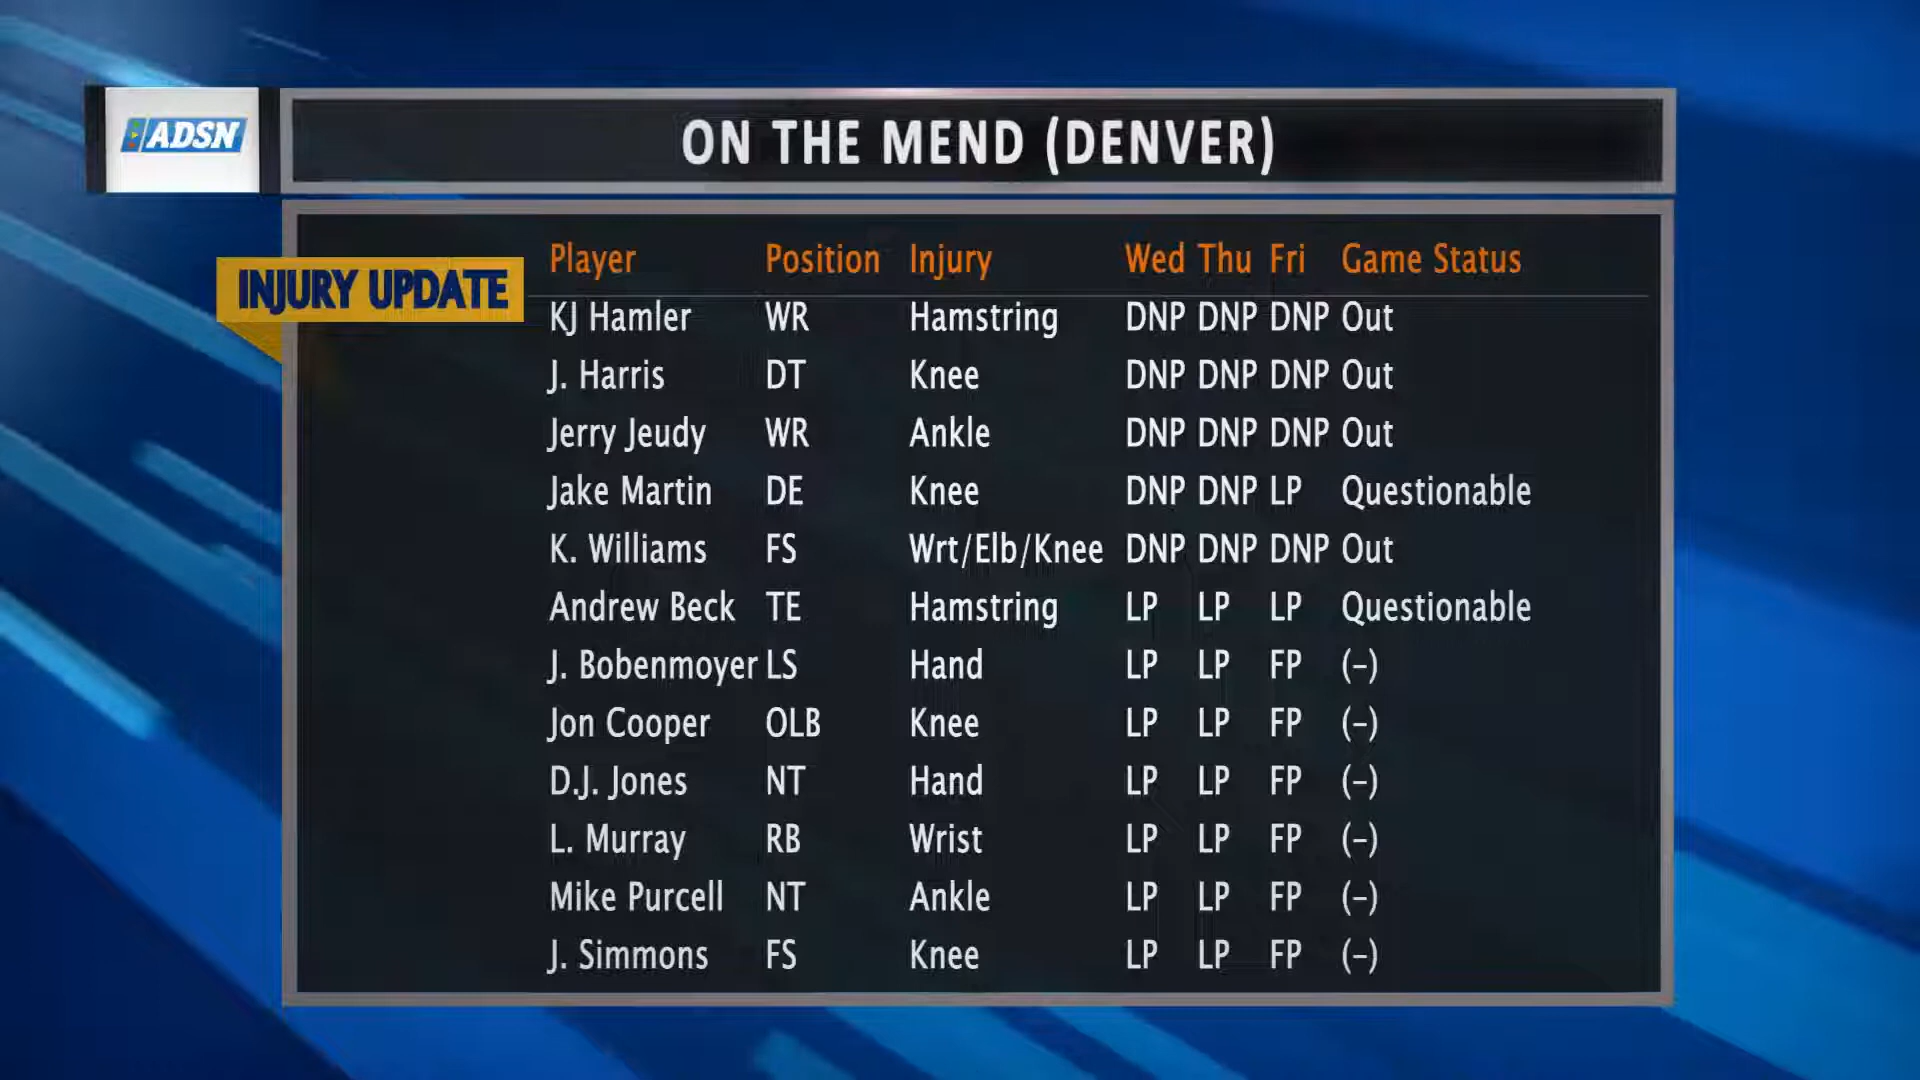 ADSN
ON THE MEND (DENVER)
INJURY UPDATE
Player Position Injury Wed Thu Fri Game Status
KJ Hamler WR Hamstring DNP DNP DNP Out
J. Harris DT Knee DNP DNP DNP Out
Jerry Jeudy WR Ankle DNP DNP DNP Out
Jake Martin DE Knee DNP DNP LP Questionable
K. Williams FS Wrt/Elb/Knee DNP DNP DNP Out
Andrew Beck TE Hamstring LP LP LP Questionable
J. Bobenmoyer LS Hand LP LP FP (-)
Jon Cooper OLB Knee LP LP FP (-)
D.J. Jones NT Hand LP LP FP (-)
L. Murray RB Wrist LP LP FP (-)
Mike Purcell NT Ankle LP LP FP (-)
J. Simmons FS Knee LP LP FP (-)